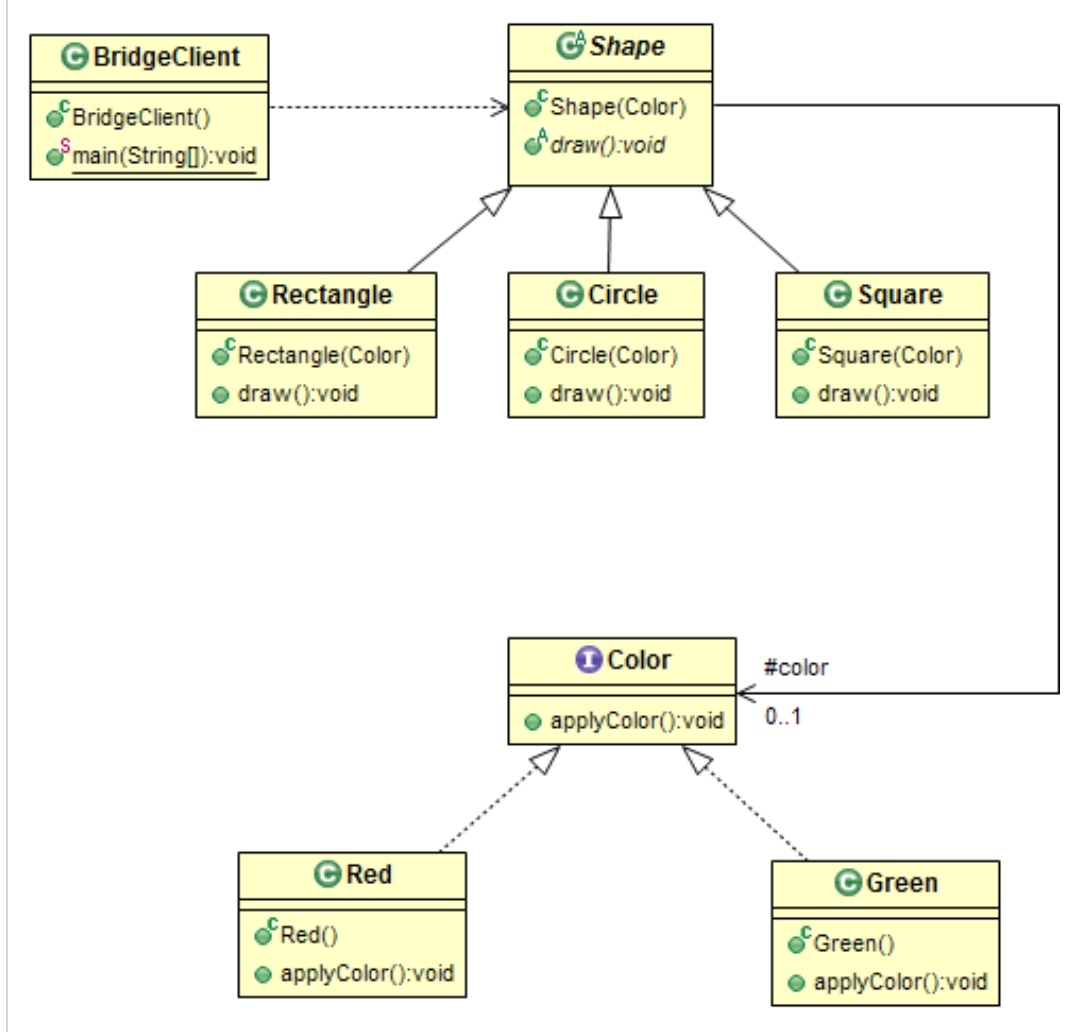 BridgeClient
BridgeClient()
main(String[]):void
Shape
Shape(Color)
draw():void
Rectangle
Rectangle(Color)
draw():void
Circle
Circle(Color)
draw():void
Square
Square(Color)
draw():void
Color
applyColor():void
#color
0..1
Red
Red()
applyColor():void
Green
Green()
applyColor():void